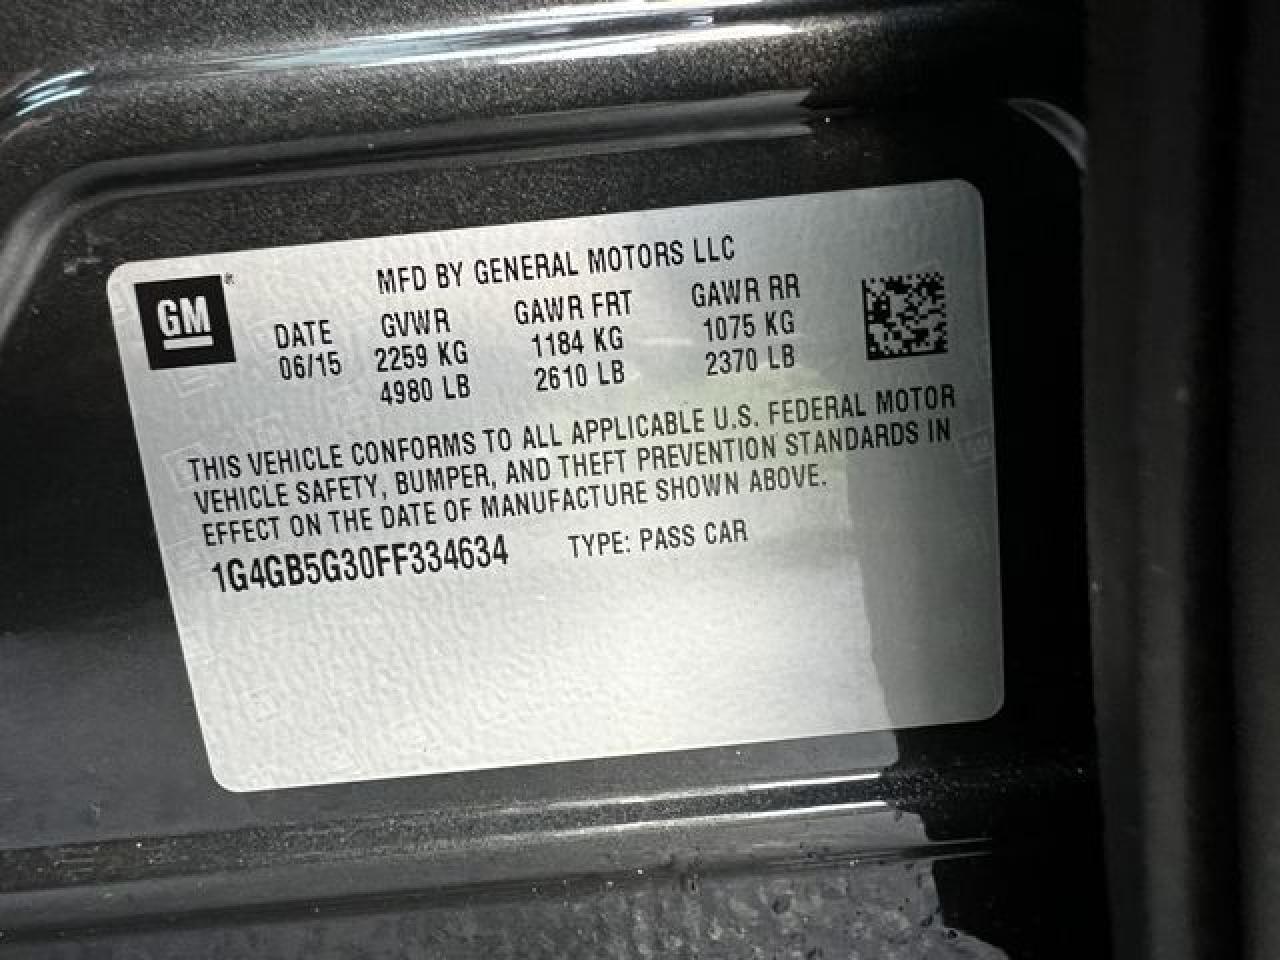 MFD BY GENERAL MOTORS LLC
GM®
DATE GVWR GAWR FRT GAWR RR
06/15 2259 KG 1184 KG 1075 KG
4980 LB 2610 LB 2370 LB
THIS VEHICLE CONFORMS TO ALL APPLICABLE U.S. FEDERAL MOTOR
VEHICLE SAFETY, BUMPER, AND THEFT PREVENTION STANDARDS IN
EFFECT ON THE DATE OF MANUFACTURE SHOWN ABOVE.
1G4GB5G30FF334634 TYPE: PASS CAR